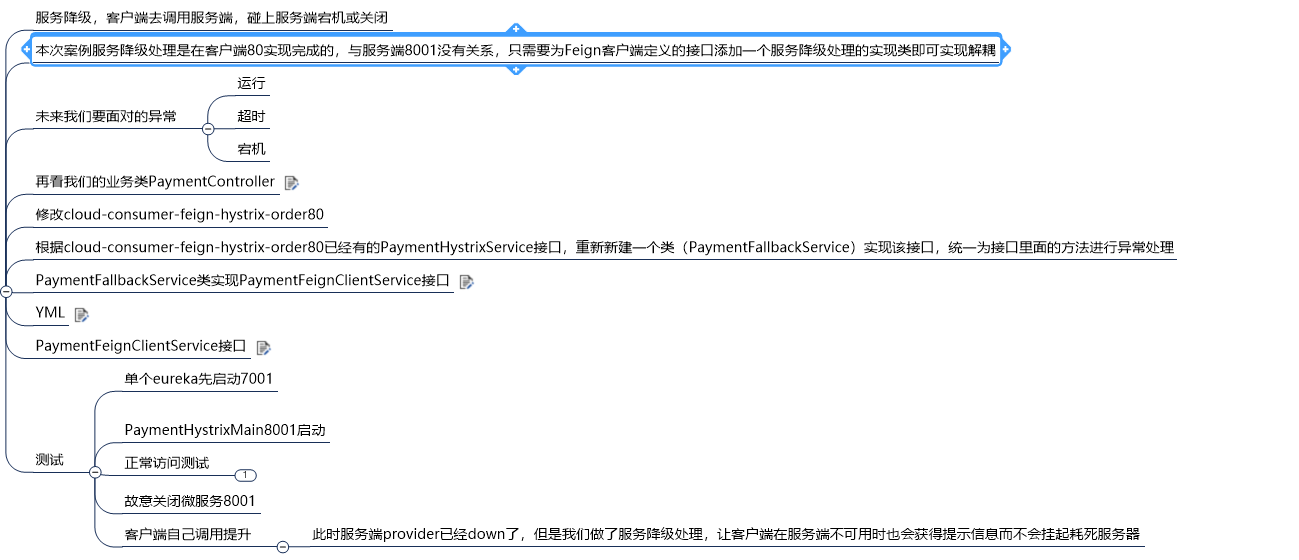 服务降级，客户端去调用服务端，碰上服务端宕机或关闭
本次案例服务降级处理是在客户端80实现完成的，与服务端8001没有关系，只需要为Feign客户端定义的接口添加一个服务降级处理的实现类即可实现解耦
未来我们要面对的异常
运行
超时
宕机
再看我们的业务类PaymentController
修改cloud-consumer-feign-hystrix-order80
根据cloud-consumer-feign-hystrix-order80已经有的PaymentHystrixService接口，重新新建一个类（PaymentFallbackService）实现该接口，统一为接口里面的方法进行异常处理
PaymentFallbackService类实现PaymentFeignClientService接口
YML
PaymentFeignClientService接口
测试
单个eureka先启动7001
PaymentHystrixMain8001启动
正常访问测试
1
故意关闭微服务8001
客户端自己调用提升
此时服务端provider已经down了，但是我们做了服务降级处理，让客户端在服务端不可用时也会获得提示信息而不会挂起耗死服务器